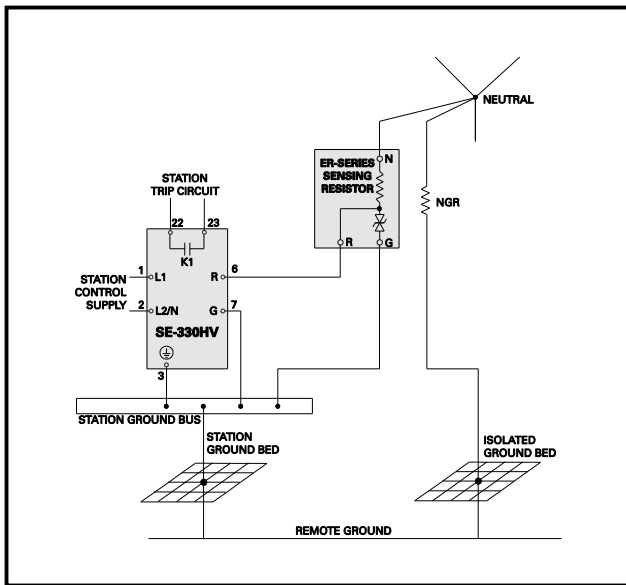 NEUTRAL
ER-SERIES
SENSING
RESISTOR
N
R
G
NGR
STATION
TRIP CIRCUIT
22
23
K1
1
L1
R
6
STATION
CONTROL
SUPPLY
2
L2/N
G
7
SE-330HV
3
STATION GROUND BUS
STATION
GROUND BED
ISOLATED
GROUND BED
REMOTE GROUND